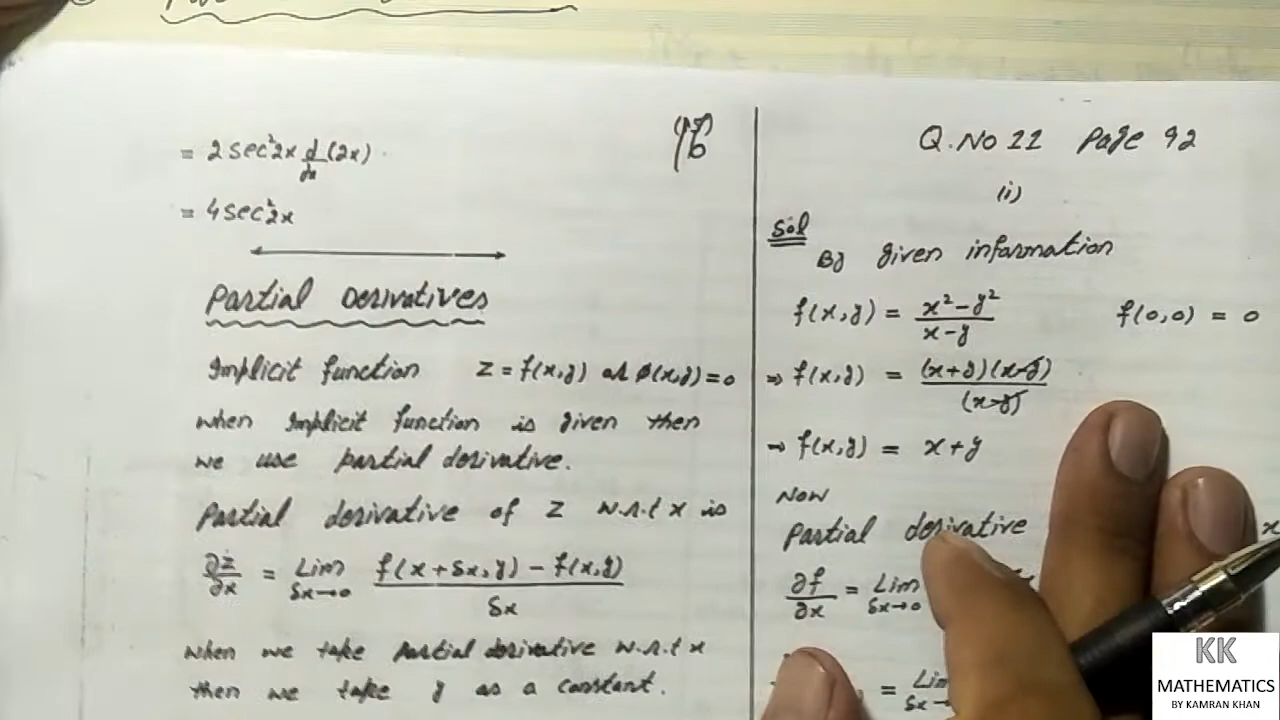 = 2 sec²2x d/dx (2x)
= 4 sec²2x
Partial Derivatives
Implicit function z = f(x,y) or φ(x,y) = 0
when implicit function is given then
we use partial derivative.
Partial derivative of z w.r.t x is
∂z/∂x = Lim δx→0 f(x+δx,y) - f(x,y) / δx
when we take partial derivative w.r.t x
then we take y as a constant.
Q.No 11 Page 92
(i)
Sol
By given information
f(x,y) = x²-y² / x-y f(0,0) = 0
⇒ f(x,y) = (x+y)(x-y) / (x-y)
⇒ f(x,y) = x+y
Now
Partial derivative x
∂f/∂x = Lim δx→0
= Lim δx→
KK
MATHEMATICS
BY KAMRAN KHAN